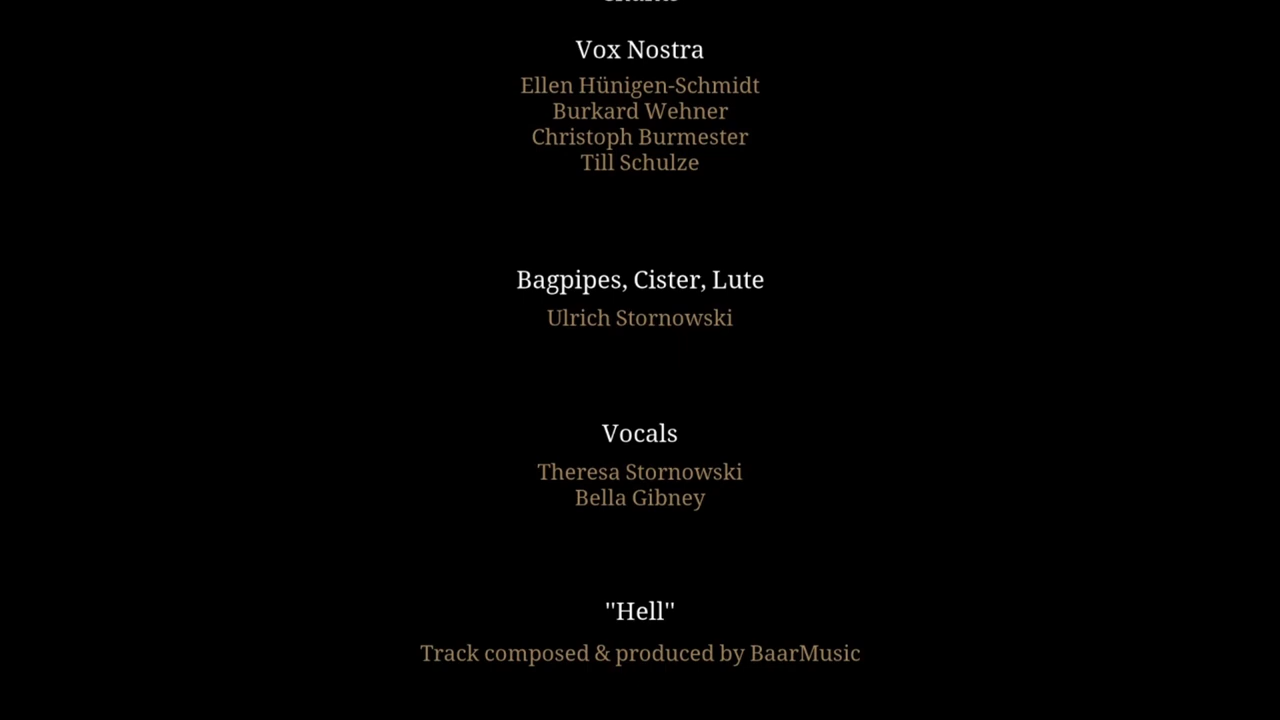 Vox Nostra
Ellen Hünigen-Schmidt
Burkard Wehner
Christoph Burmester
Till Schulze
Bagpipes, Cister, Lute
Ulrich Stornowski
Vocals
Theresa Stornowski
Bella Gibney
"Hell"
Track composed & produced by BaarMusic